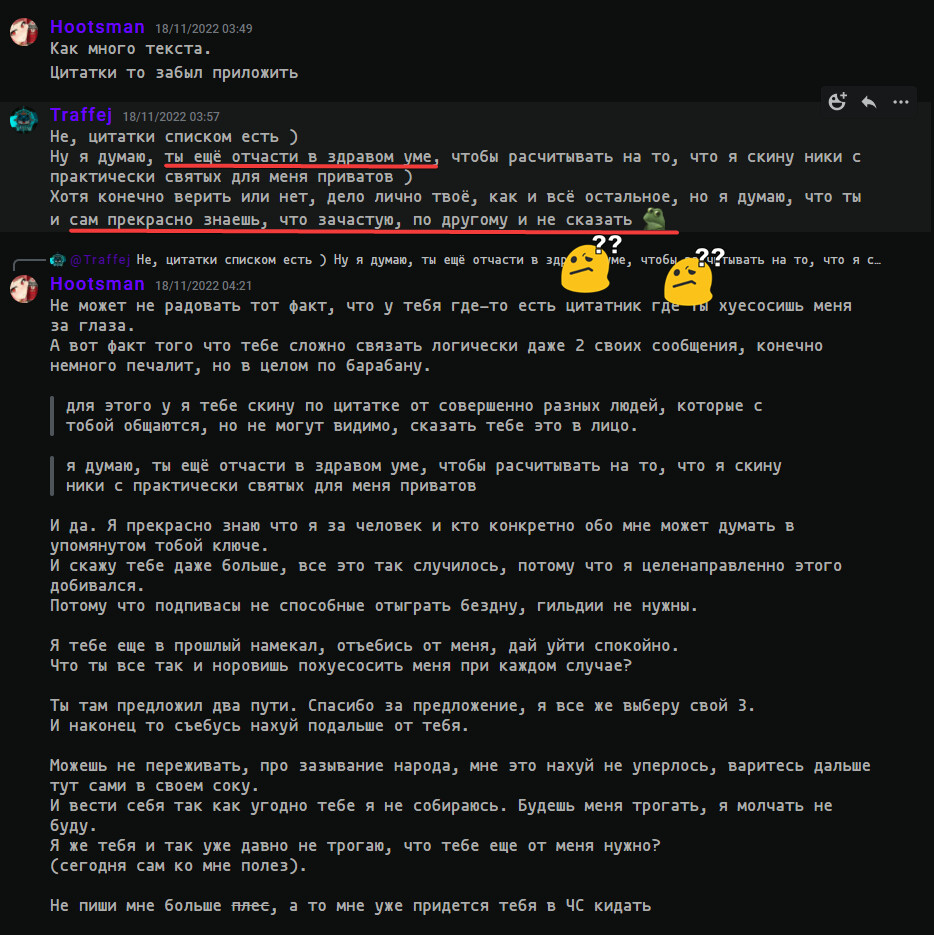 Hootsman 18/11/2022 03:49
Как много текста.
Цитатки то забыл приложить
Traffej 18/11/2022 03:57
Не, цитатки списком есть )
Ну я думаю, ты ещё отчасти в здравом уме, чтобы расчитывать на то, что я скину ники с
практически святых для меня приватов )
Хотя конечно верить или нет, дело лично твоё, как и всё остальное, но я думаю, что ты
и сам прекрасно знаешь, что зачастую, по другому и не сказать
?? ??
@Traffej Не, цитатки списком есть ) Ну я думаю, ты ещё отчасти в уме, чтобы на то, что я с…
Hootsman 18/11/2022 04:21
Не может не радовать тот факт, что у тебя где-то есть цитатник где ты хуесосишь меня
за глаза.
А вот факт того что тебе сложно связать логически даже 2 своих сообщения, конечно
немного печалит, но в целом по барабану.
для этого у я тебе скину по цитатке от совершенно разных людей, которые с
тобой общаются, но не могут видимо, сказать тебе это в лицо.
я думаю, ты ещё отчасти в здравом уме, чтобы расчитывать на то, что я скину
ники с практически святых для меня приватов
И да. Я прекрасно знаю что я за человек и кто конкретно обо мне может думать в
упомянутом тобой ключе.
И скажу тебе даже больше, все это так случилось, потому что я целенаправленно этого
добивался.
Потому что подпивасы не способные отыграть бездну, гильдии не нужны.
Я тебе еще в прошлый намекал, отъебись от меня, дай уйти спокойно.
Что ты все так и норовишь похуесосить меня при каждом случае?
Ты там предложил два пути. Спасибо за предложение, я все же выберу свой 3.
И наконец то съебусь нахуй подальше от тебя.
Можешь не переживать, про зазывание народа, мне это нахуй не уперлось, варитесь дальше
тут сами в своем соку.
И вести себя так как угодно тебе я не собираюсь. Будешь меня трогать, я молчать не
буду.
Я же тебя и так уже давно не трогаю, что тебе еще от меня нужно?
(сегодня сам ко мне полез).
Не пиши мне больше плес, а то мне уже придется тебя в ЧС кидать